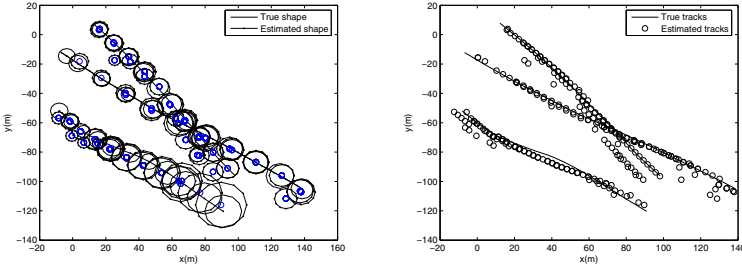 20
0
−20
−40
−60
−80
−100
−120
−140
−20 0 20 40 60 80 100 120 140 160
x(m)
y(m)
True shape
Estimated shape
20
0
−20
−40
−60
−80
−100
−120
−140
−20 0 20 40 60 80 100 120 140
x(m)
y(m)
True tracks
Estimated tracks